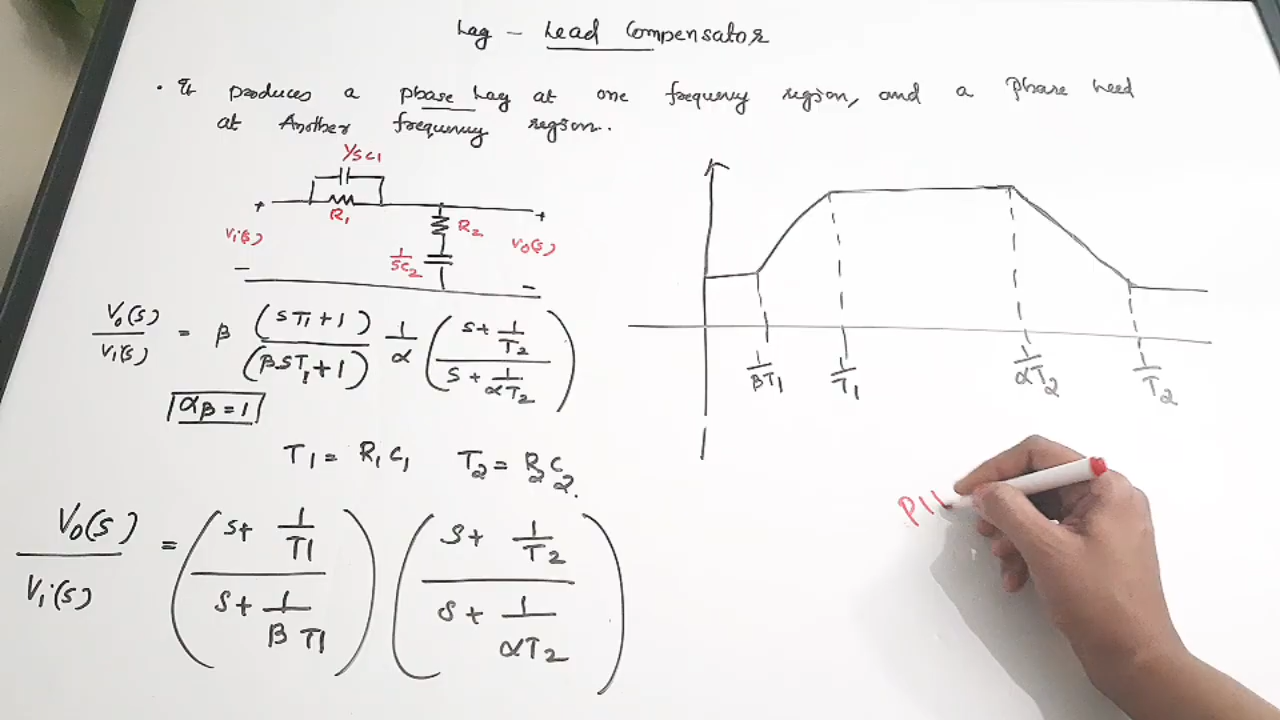 Lag - Lead Compensator
• It produces a phase Lag at one frequency region, and a phase Leed
at Another frequency region.
1/SC1
+ R1 + R2
Vi(s) 1/SC2 Vo(s)
- -
Vo(s)/Vi(s) = β (ST1+1)/(βST1+1) 1/α ((S+ 1/T2)/(S+ 1/αT2))
αβ = 1
T1 = R1C1 T2 = R2C2.
Vo(s)/Vi(s) = ((S+ 1/T1)/(S+ 1/βT1)) ((S+ 1/T2)/(S+ 1/αT2))
1/βT1 1/T1 1/αT2 1/T2